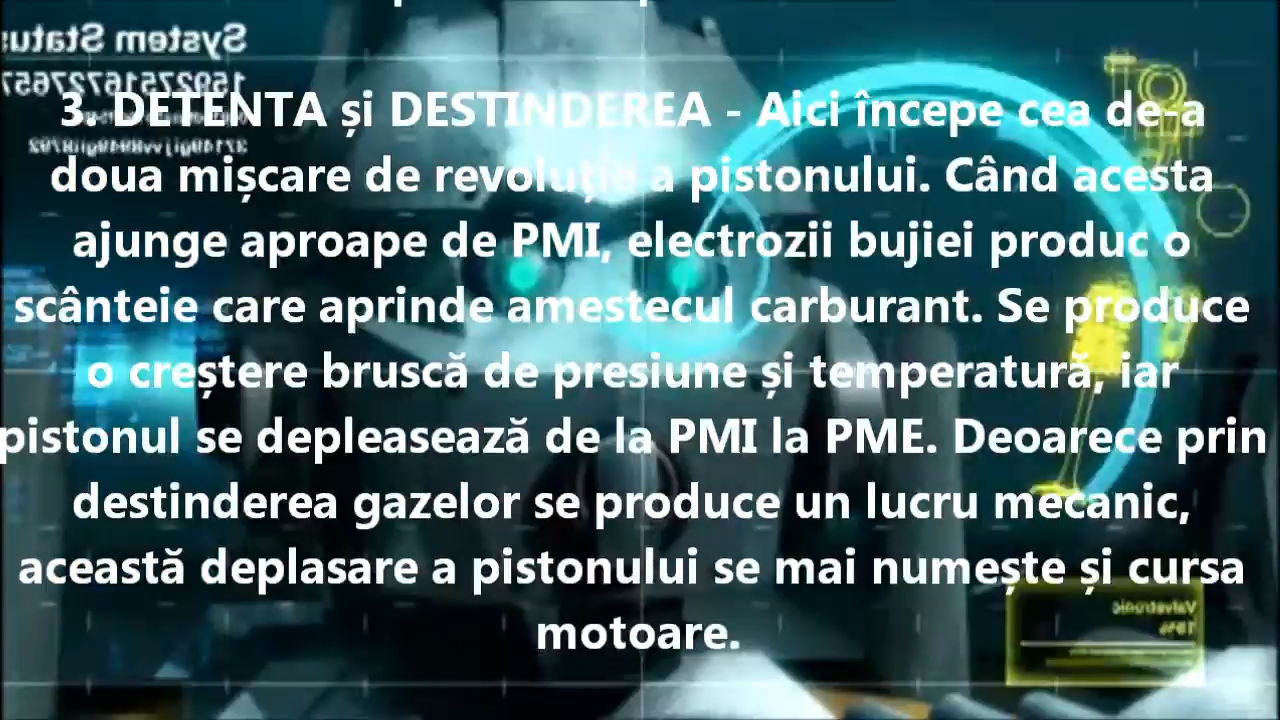 System Status
1592751672765
3. DETENTA și DESTINDEREA - Aici începe cea de-a
doua mișcare de revoluție a pistonului. Când acesta
ajunge aproape de PMI, electrozii bujiei produc o
scânteie care aprinde amestecul carburant. Se produce
o creștere bruscă de presiune și temperatură, iar
pistonul se depleasează de la PMI la PME. Deoarece prin
destinderea gazelor se produce un lucru mecanic,
această deplasare a pistonului se mai numește și cursa
motoare.